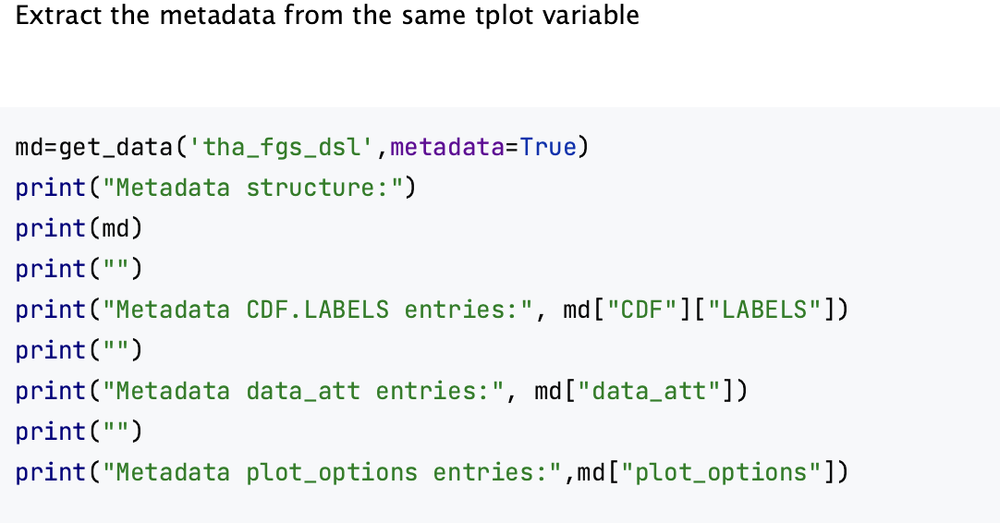 Extract the metadata from the same tplot variable
md=get_data('tha_fgs_dsl',metadata=True)
print("Metadata structure:")
print(md)
print("")
print("Metadata CDF.LABELS entries:", md["CDF"]["LABELS"])
print("")
print("Metadata data_att entries:", md["data_att"])
print("")
print("Metadata plot_options entries:",md["plot_options"])